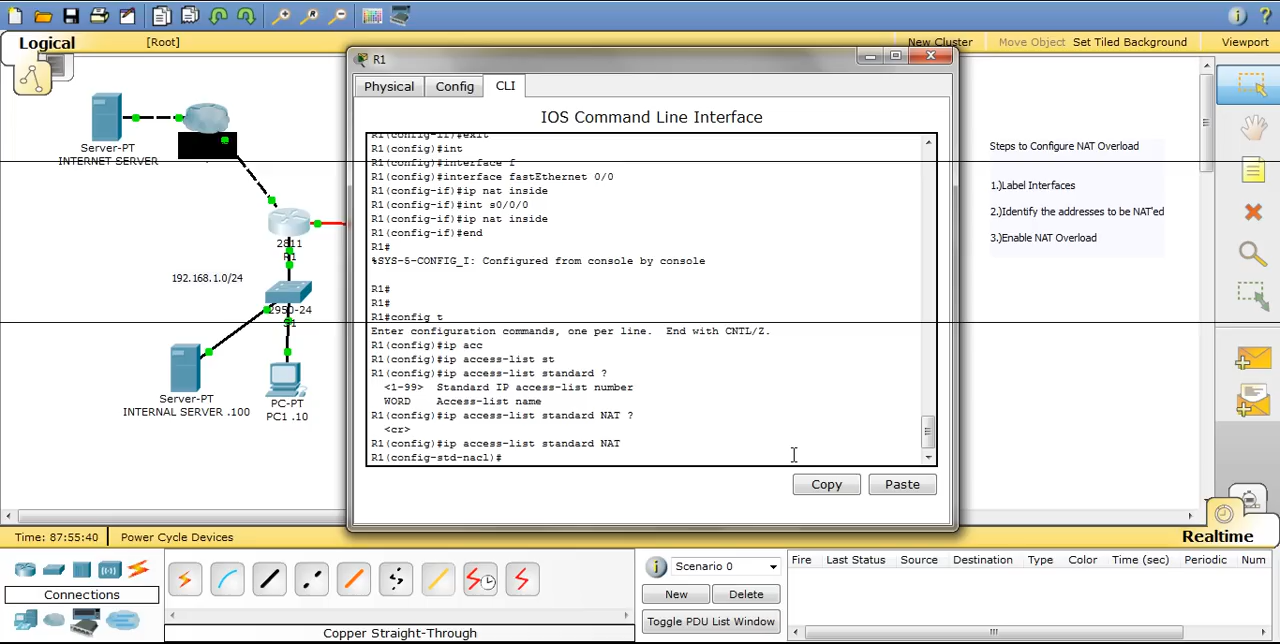 Logical
[Root]
New Cluster
Move Object
Set Tiled Background
Viewport
R1
Physical
Config
CLI
IOS Command Line Interface
R1(config-if)#exit
R1(config)#int
R1(config)#interface f
R1(config)#interface fastEthernet 0/0
R1(config-if)#ip nat inside
R1(config-if)#int s0/0/0
R1(config-if)#ip nat inside
R1(config-if)#end
R1#
%SYS-5-CONFIG_I: Configured from console by console
R1#
R1#
R1#config t
Enter configuration commands, one per line.  End with CNTL/Z.
R1(config)#ip acc
R1(config)#ip access-list st
R1(config)#ip access-list standard ?
<1-99>  Standard IP access-list number
WORD    Access-list name
R1(config)#ip access-list standard NAT ?
<cr>
R1(config)#ip access-list standard NAT
R1(config-std-nacl)#
Copy
Paste
Server-PT
INTERNET SERVER
2811
R1
192.168.1.0/24
2950-24
S1
Server-PT
INTERNAL SERVER .100
PC-PT
PC1 .10
Steps to Configure NAT Overload
1.)Label Interfaces
2.)Identify the addresses to be NAT'ed
3.)Enable NAT Overload
Time: 87:55:40
Power Cycle Devices
Realtime
Connections
Copper Straight-Through
Scenario 0
New
Delete
Toggle PDU List Window
Fire
Last Status
Source
Destination
Type
Color
Time (sec)
Periodic
Num